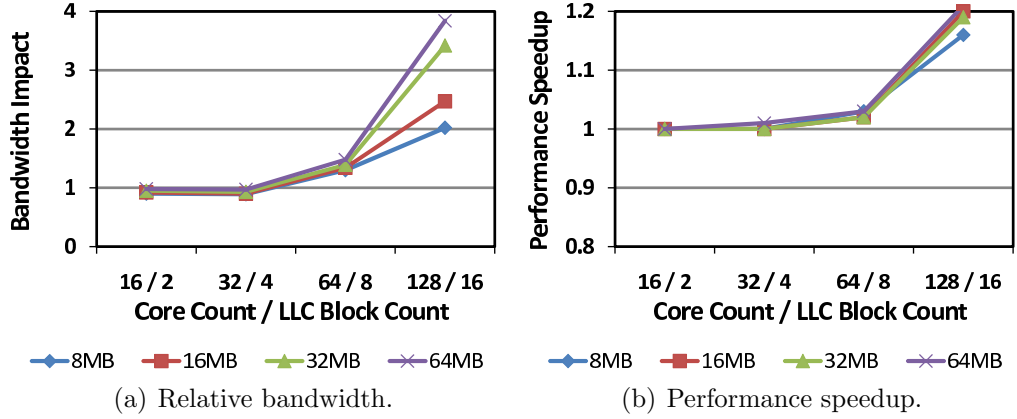 Bandwidth Impact
4
3
2
1
0
16 / 2 32 / 4 64 / 8 128 / 16
Core Count / LLC Block Count
8MB 16MB 32MB 64MB
(a) Relative bandwidth.
Performance Speedup
1.2
1.1
1
0.9
0.8
16 / 2 32 / 4 64 / 8 128 / 16
Core Count / LLC Block Count
8MB 16MB 32MB 64MB
(b) Performance speedup.